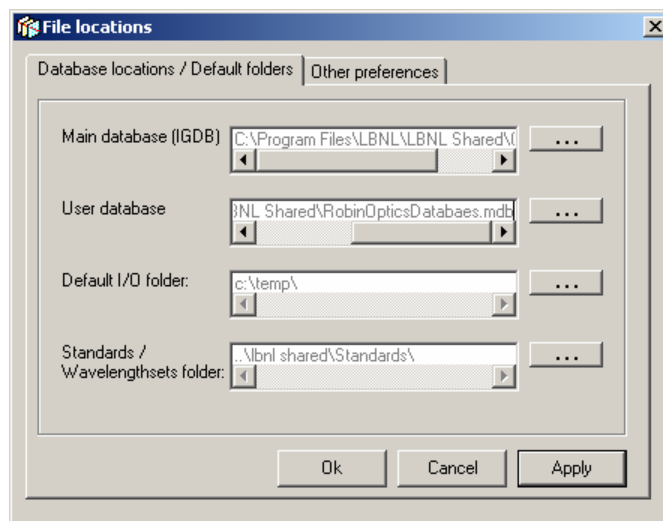 File locations
Database locations / Default folders
Other preferences
Main database (IGDB)
C:\Program Files\LBNL\LBNL Shared\
...
User database
BNL Shared\RobinOpticsDatabaes.mdb
...
Default I/O folder:
c:\temp\
...
Standards /
Wavelengthsets folder:
..\lbnl shared\Standards\
...
Ok
Cancel
Apply